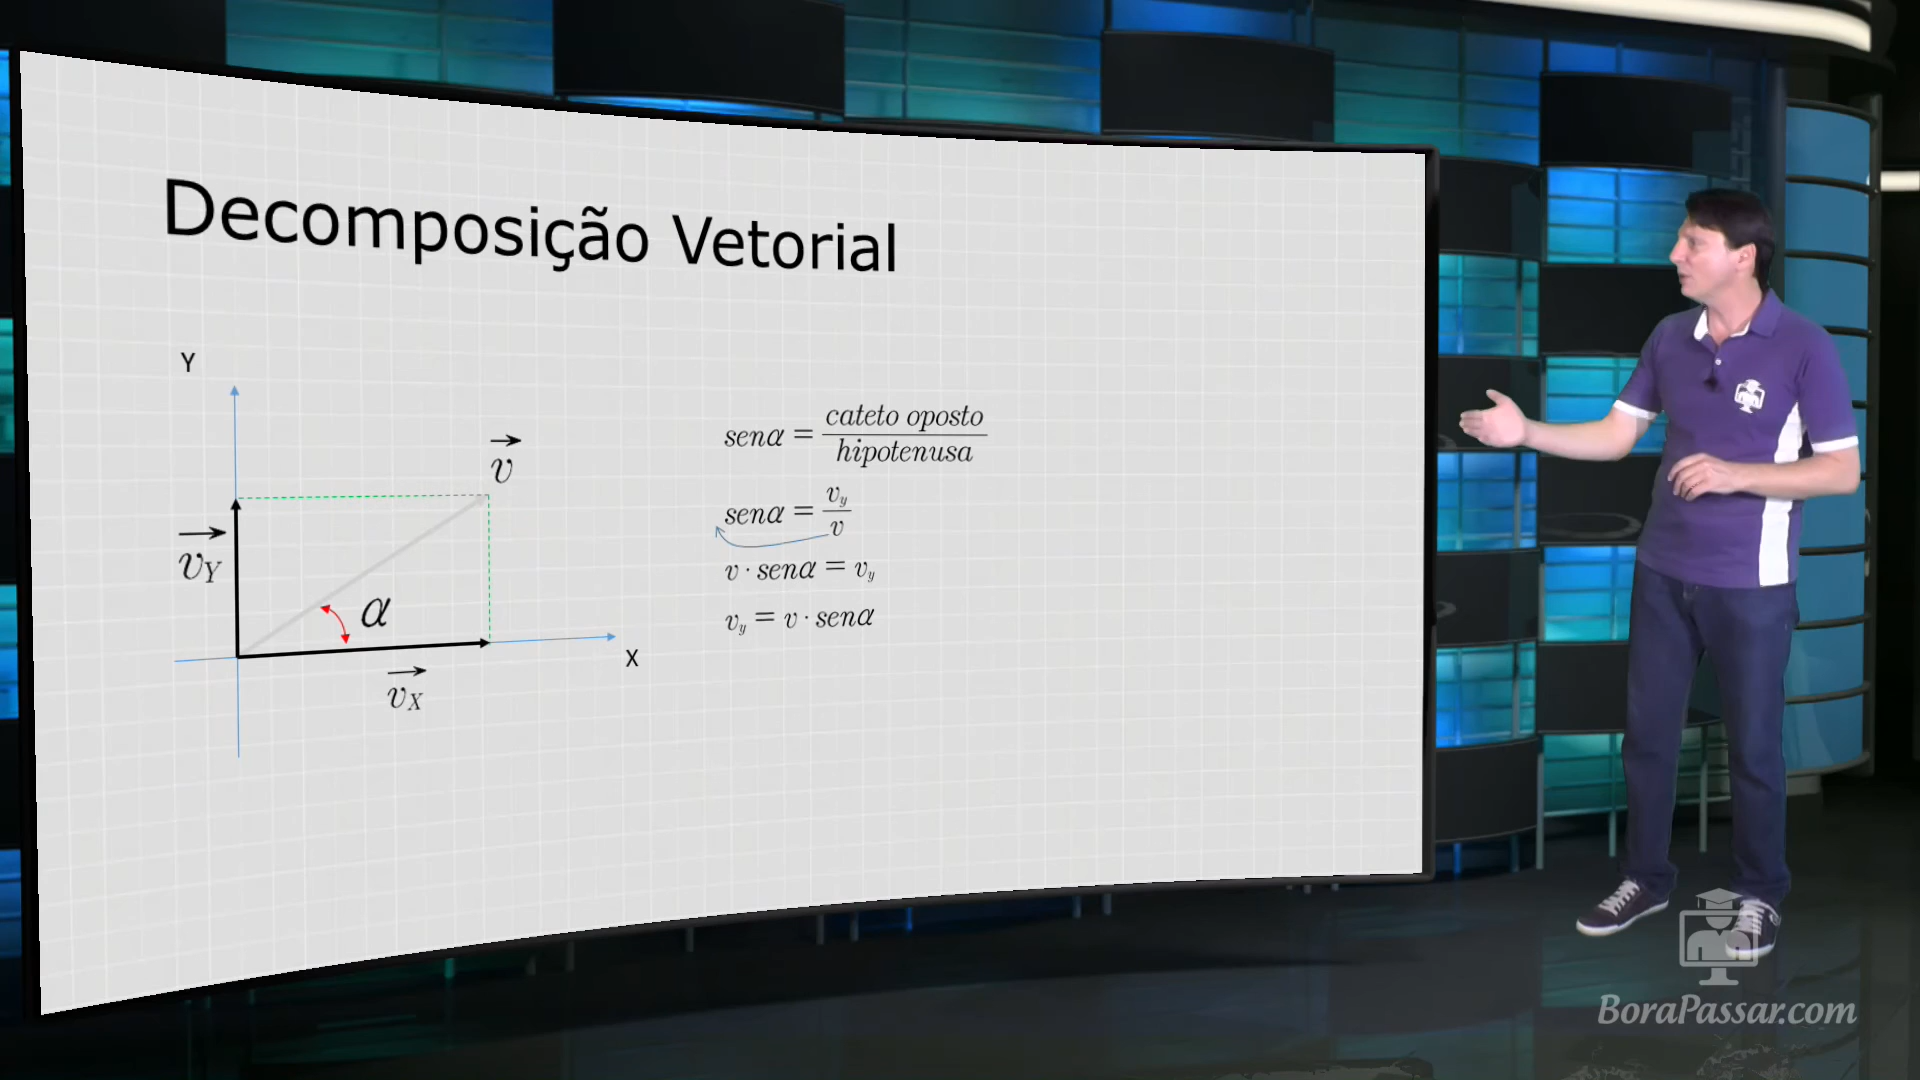 Decomposição Vetorial
Y
v
v_Y
α
X
v_X
senα = cateto oposto / hipotenusa
senα = v_y / v
v · senα = v_y
v_y = v · senα
BoraPassar.com